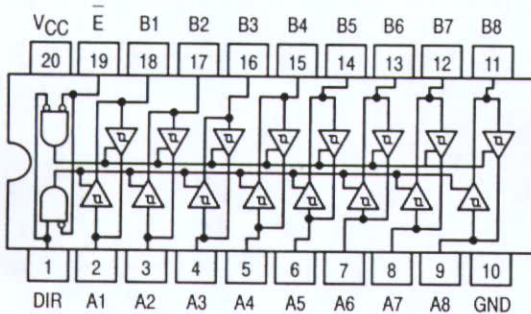 VCC E B1 B2 B3 B4 B5 B6 B7 B8
20 19 18 17 16 15 14 13 12 11
1 2 3 4 5 6 7 8 9 10
DIR A1 A2 A3 A4 A5 A6 A7 A8 GND